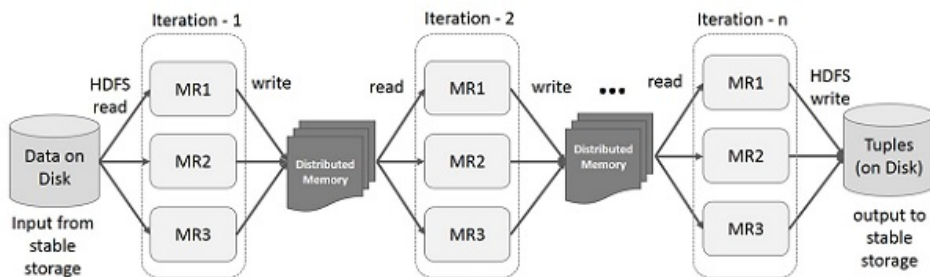 Iteration - 1
Iteration - 2
Iteration - n
HDFS
read
MR1
write
read
MR1
write
...
read
MR1
HDFS
write
Data on
Disk
MR2
Distributed
Memory
MR2
Distributed
Memory
MR2
Tuples
(on Disk)
Input from
stable
storage
MR3
MR3
MR3
output to
stable
storage